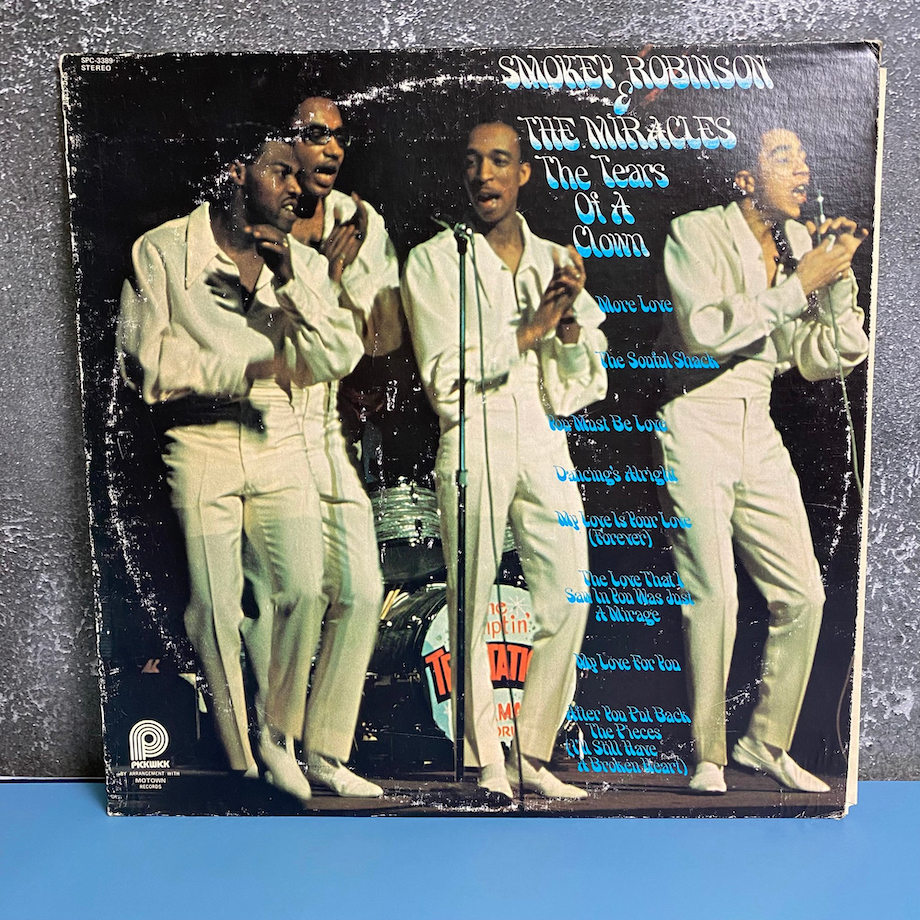 SPC-3389
STEREO
SMOKEY ROBINSON
&
THE MIRACLES
The Tears
Of A
Clown
More Love
The Soulful Shack
You Must Be Love
Dancing's Alright
My Love Is Your Love
(Forever)
The Love That I
Saw In You Was Just
A Mirage
My Love For You
After You Put Back
The Pieces
(I'll Still Have
A Broken Heart)
PICKWICK
BY ARRANGEMENT WITH
MOTOWN
RECORDS